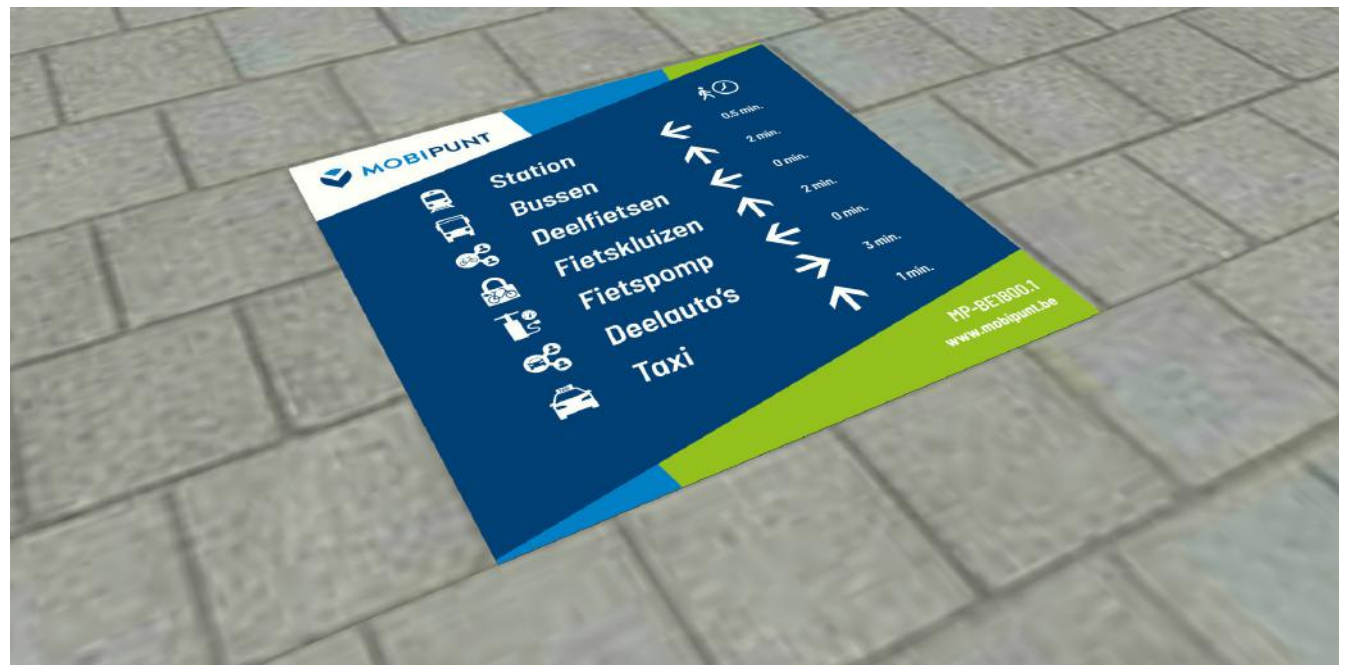 MOBIPUNT
Station 0.5 min.
Bussen 2 min.
Deelfietsen 0 min.
Fietskluizen 2 min.
Fietspomp 0 min.
Deelauto's 3 min.
Taxi 1 min.
MP-BE1800.1
www.mobipunt.be